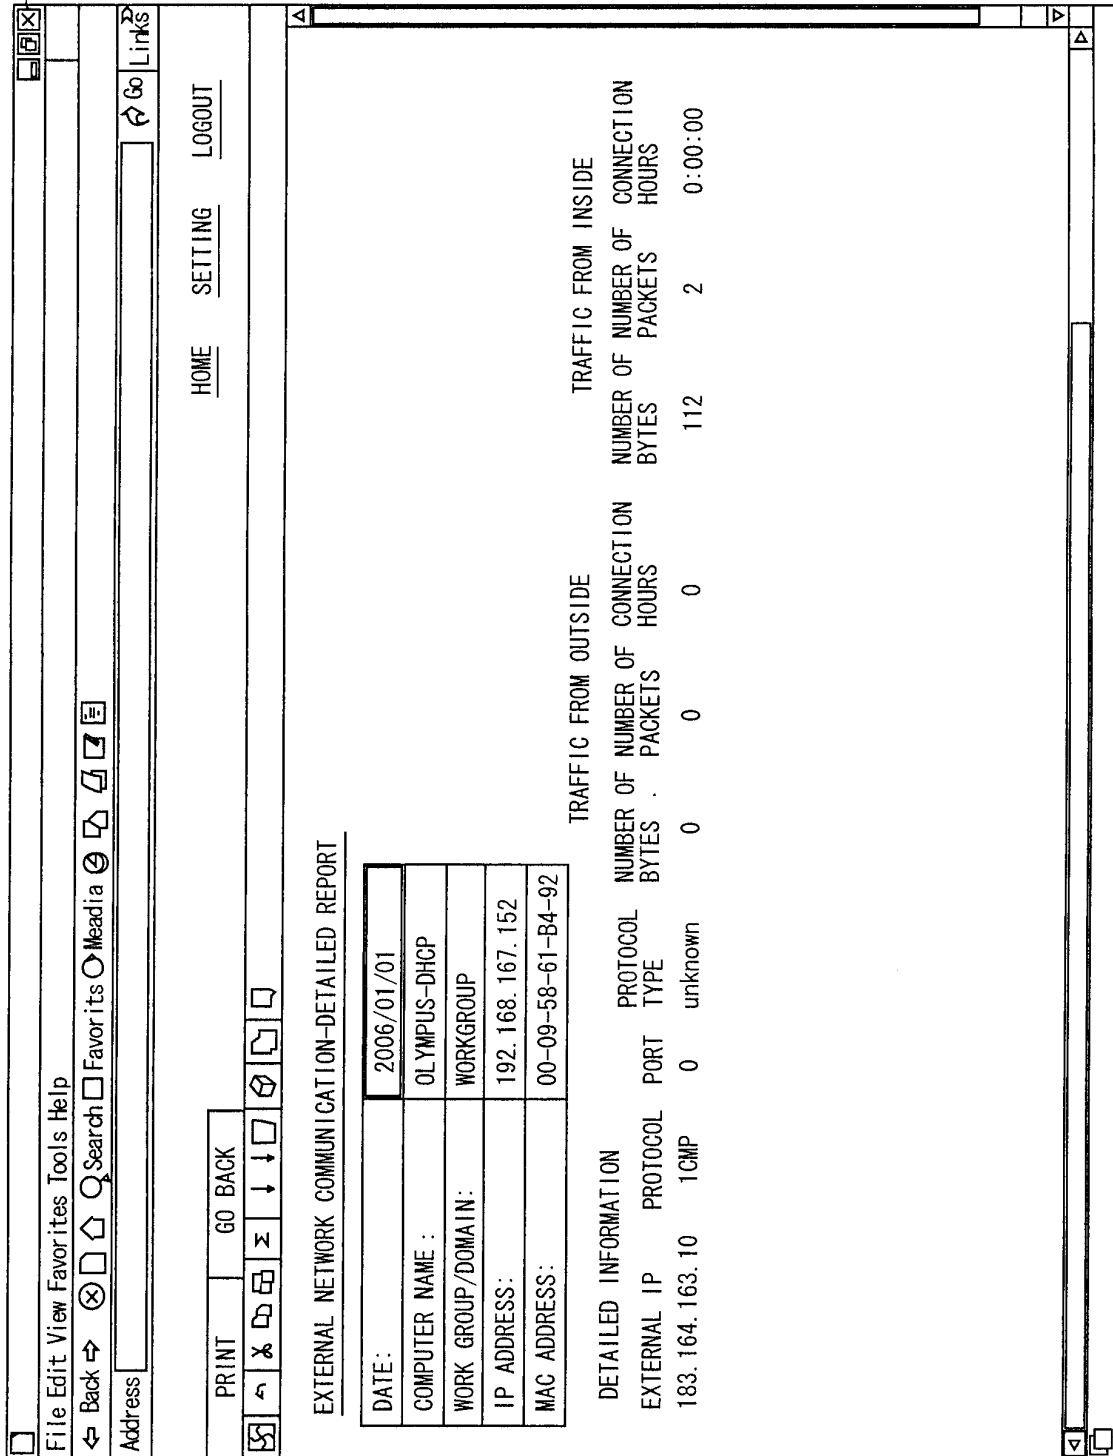 File Edit View Favorites Tools Help
Back Search Favorits Meadia
Address Go Links
HOME SETTING LOGOUT
PRINT GO BACK
Σ
EXTERNAL NETWORK COMMUNICATION-DETAILED REPORT
DATE: 2006/01/01
COMPUTER NAME: OLYMPUS-DHCP
WORK GROUP/DOMAIN: WORKGROUP
IP ADDRESS: 192.168.167.152
MAC ADDRESS: 00-09-58-61-B4-92
TRAFFIC FROM OUTSIDE TRAFFIC FROM INSIDE
DETAILED INFORMATION
EXTERNAL IP PROTOCOL PORT PROTOCOL TYPE NUMBER OF BYTES . NUMBER OF PACKETS CONNECTION HOURS NUMBER OF BYTES NUMBER OF PACKETS CONNECTION HOURS
183.164.163.10 1CMP 0 unknown 0 0 0 112 2 0:00:00